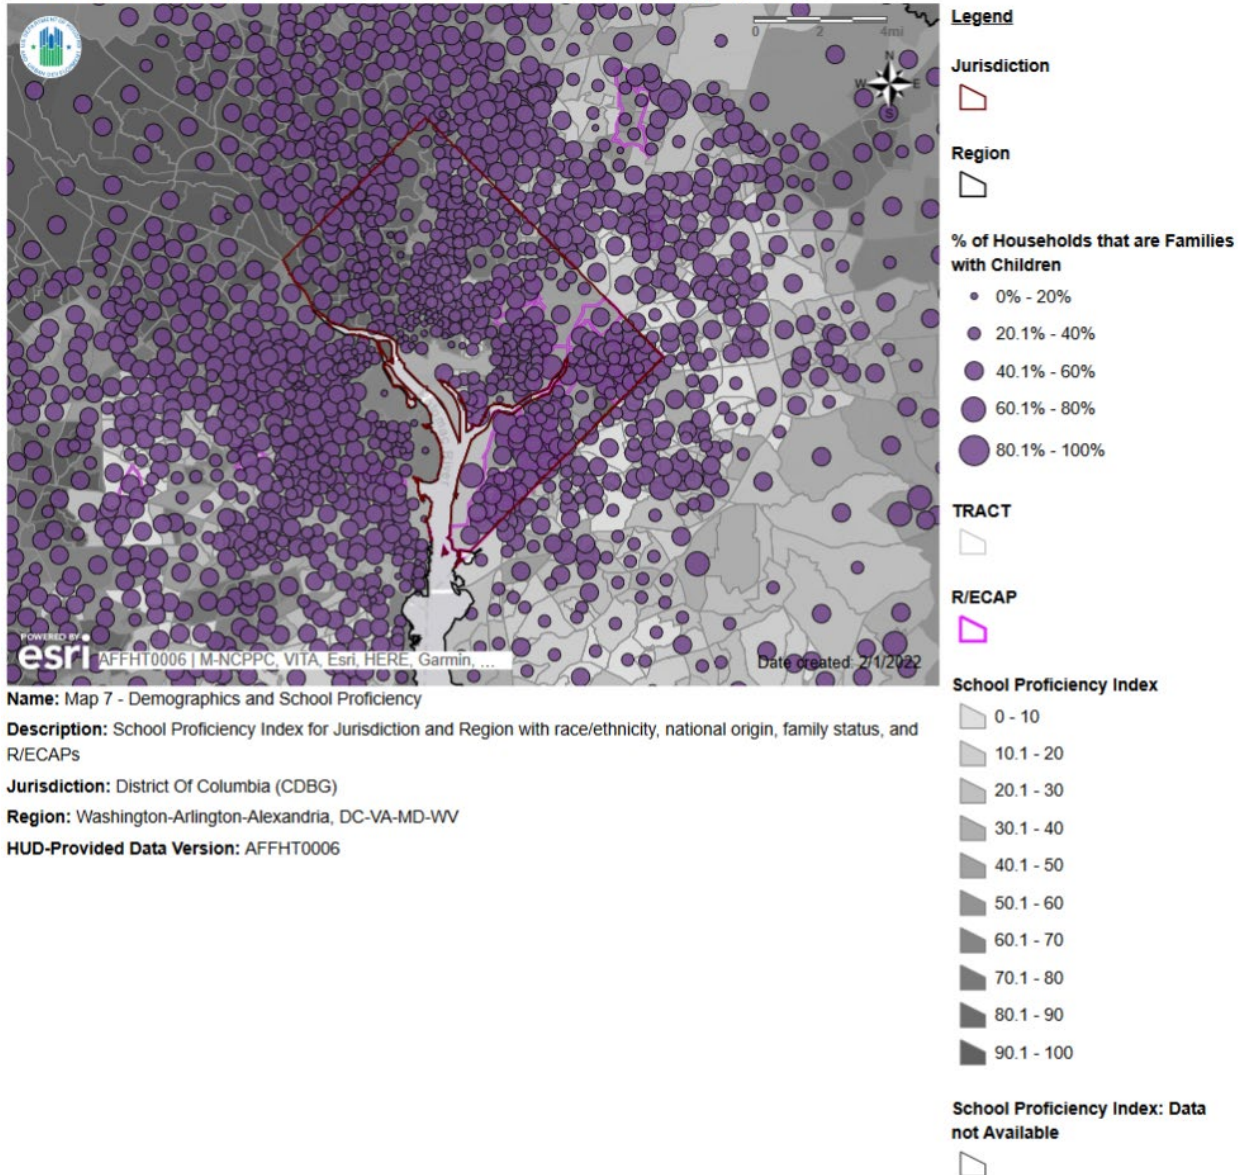 0 2 4mi
N
W E
S
POWERED BY
esri
AFFHT0006 | M-NCPPC, VITA, Esri, HERE, Garmin, ...
Date created: 2/1/2022
Name: Map 7 - Demographics and School Proficiency
Description: School Proficiency Index for Jurisdiction and Region with race/ethnicity, national origin, family status, and
R/ECAPs
Jurisdiction: District Of Columbia (CDBG)
Region: Washington-Arlington-Alexandria, DC-VA-MD-WV
HUD-Provided Data Version: AFFHT0006
Legend
Jurisdiction
Region
% of Households that are Families
with Children
0% - 20%
20.1% - 40%
40.1% - 60%
60.1% - 80%
80.1% - 100%
TRACT
R/ECAP
School Proficiency Index
0 - 10
10.1 - 20
20.1 - 30
30.1 - 40
40.1 - 50
50.1 - 60
60.1 - 70
70.1 - 80
80.1 - 90
90.1 - 100
School Proficiency Index: Data
not Available